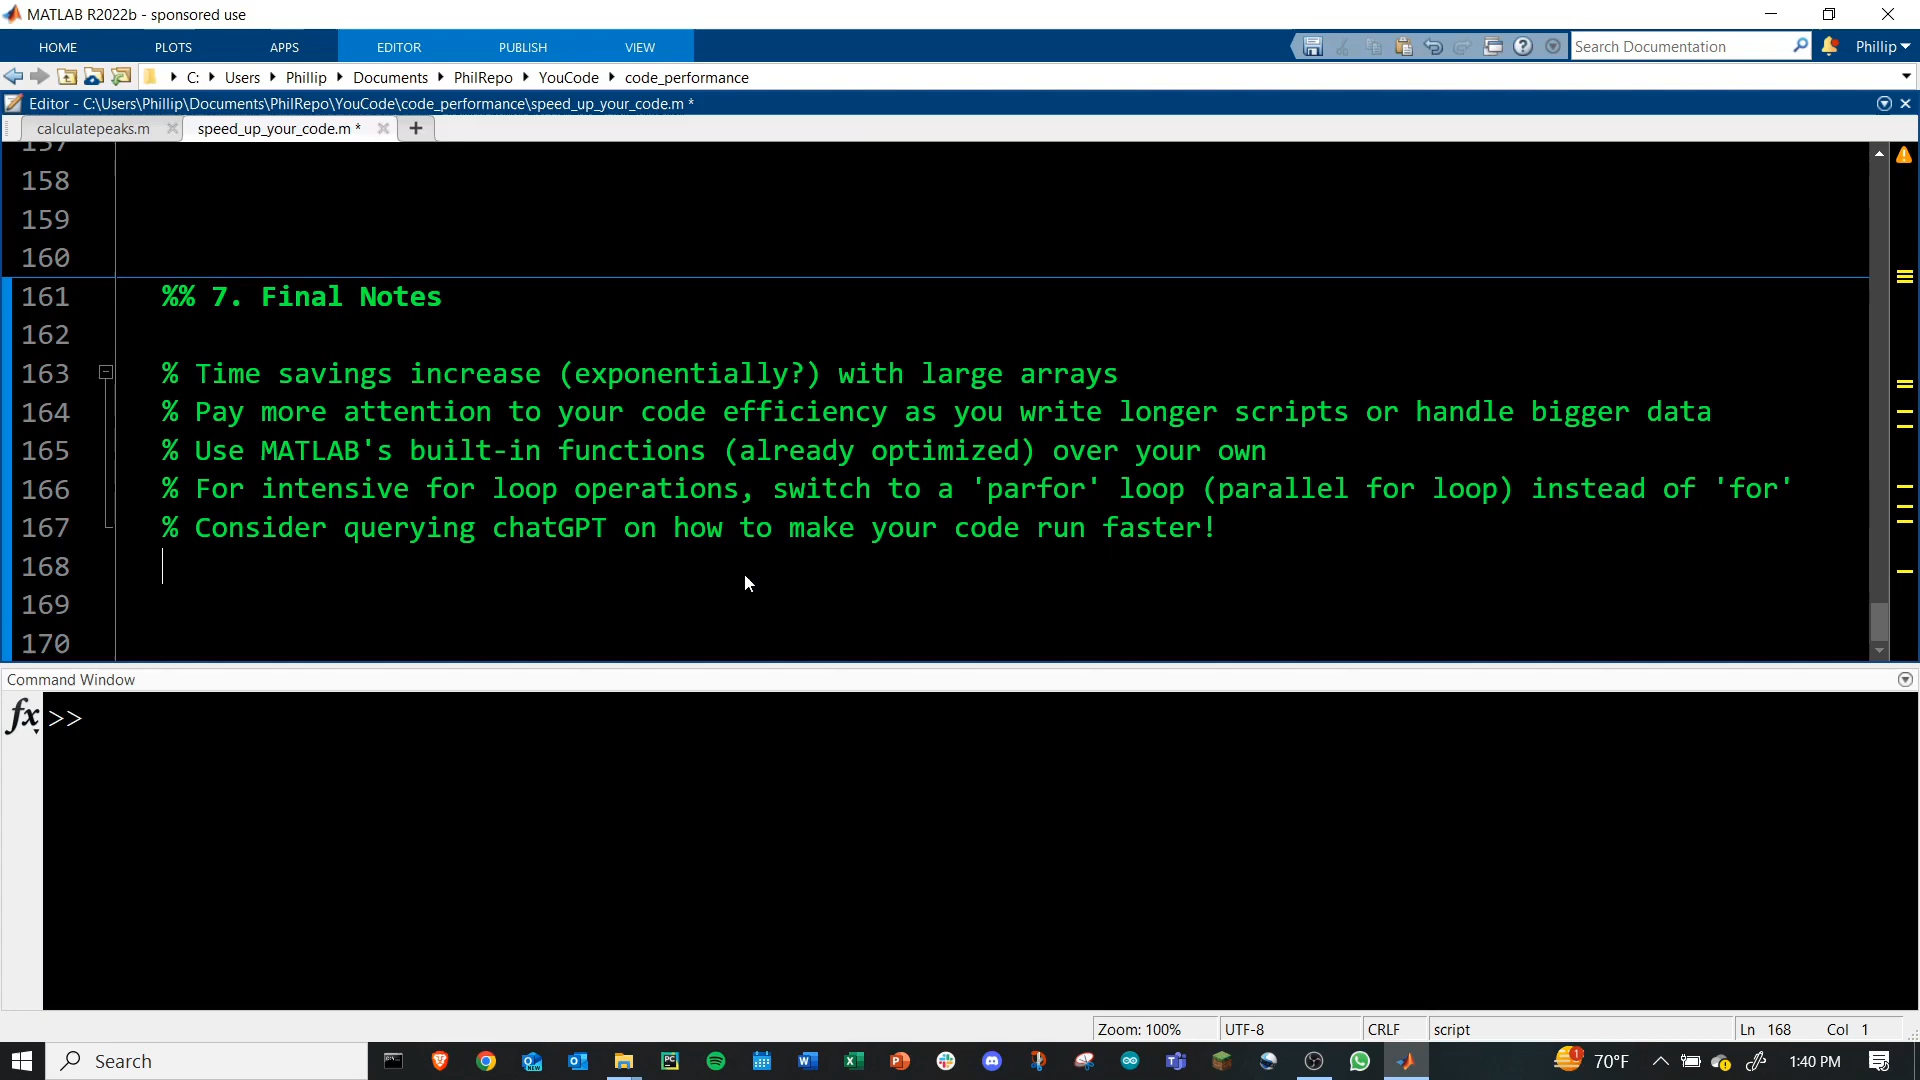 MATLAB R2022b - sponsored use
HOME PLOTS APPS EDITOR PUBLISH VIEW Search Documentation Phillip
C: Users Phillip Documents PhilRepo YouCode code_performance
Editor - C:\Users\Phillip\Documents\PhilRepo\YouCode\code_performance\speed_up_your_code.m *
calculatepeaks.m speed_up_your_code.m * +
157
158
159
160
161 %% 7. Final Notes
162
163 % Time savings increase (exponentially?) with large arrays
164 % Pay more attention to your code efficiency as you write longer scripts or handle bigger data
165 % Use MATLAB's built-in functions (already optimized) over your own
166 % For intensive for loop operations, switch to a 'parfor' loop (parallel for loop) instead of 'for'
167 % Consider querying chatGPT on how to make your code run faster!
168
169
170
Command Window
fx >>
Zoom: 100% UTF-8 CRLF script Ln 168 Col 1
Search 1 70°F 1:40 PM